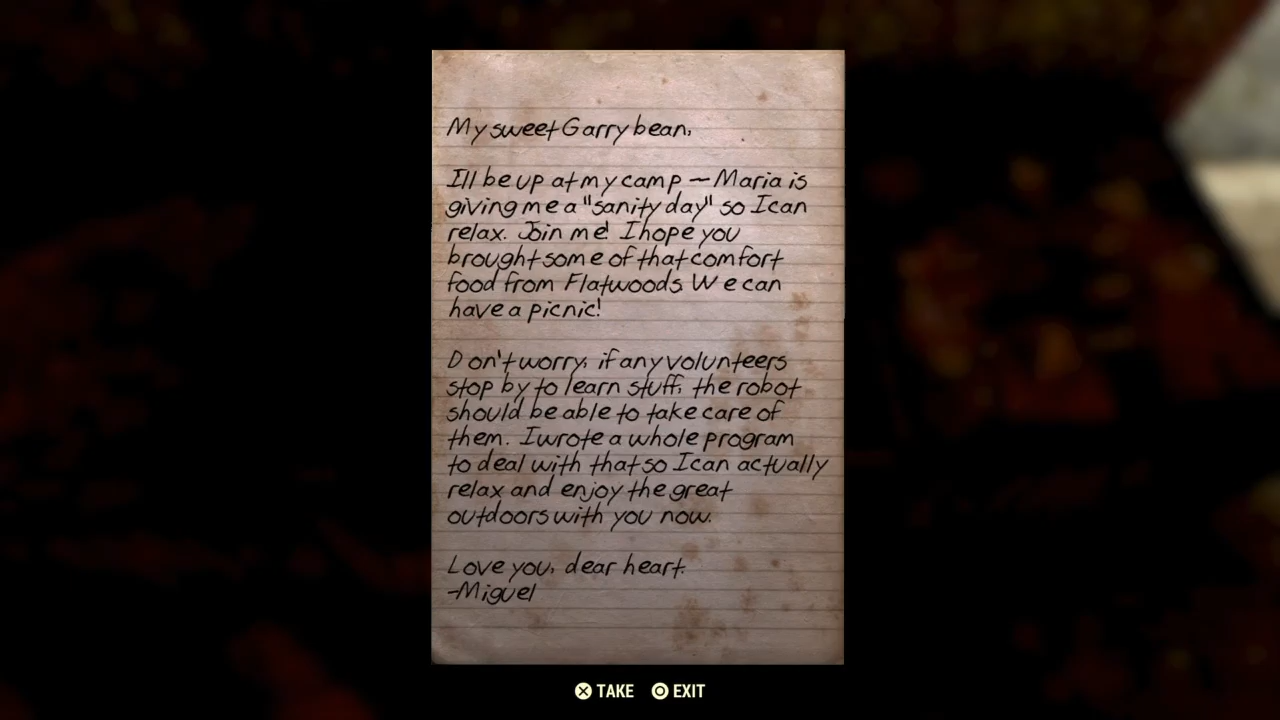 My sweet Garrybean,
I'll be up at my camp — Maria is
giving me a "sanity day" so I can
relax. Join me! I hope you
brought some of that comfort
food from Flatwoods. We can
have a picnic!
Don't worry, if any volunteers
stop by to learn stuff, the robot
should be able to take care of
them. I wrote a whole program
to deal with that so I can actually
relax and enjoy the great
outdoors with you now.
Love you, dear heart.
-Miguel
TAKE EXIT